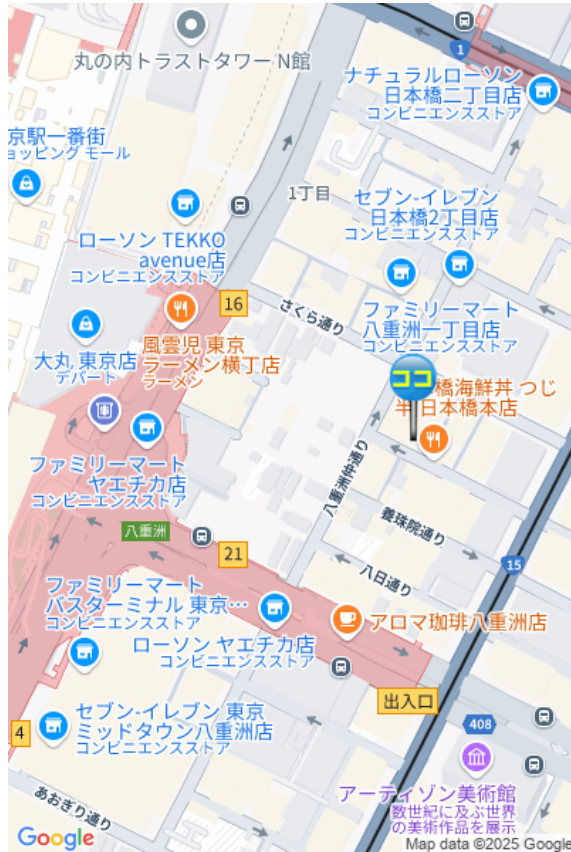 丸の内トラストタワー N館
1
ナチュラルローソン
日本橋二丁目店
コンビニエンスストア
京駅一番街
ョッピング モール
1丁目
セブン-イレブン
日本橋2丁目店
コンビニエンスストア
ローソン TEKKO
avenue店
コンビニエンスストア
16
さくら通り
ファミリーマート
八重洲一丁目店
コンビニエンスストア
風雲児 東京
ラーメン横丁店
ラーメン
大丸 東京店
デパート
ココ
橋海鮮丼 つじ
半 日本橋本店
ファミリーマート
ヤエチカ店
コンビニエンスストア
八重洲仲通り
養珠院通り
八重洲
21
15
八日通り
ファミリーマート
バスターミナル 東京…
コンビニエンスストア
アロマ珈琲八重洲店
ローソン ヤエチカ店
コンビニエンスストア
出入口
4
セブン-イレブン 東京
ミッドタウン八重洲店
コンビニエンスストア
408
アーティゾン美術館
数世紀に及ぶ世界
の美術作品を展示
あおぎり通り
Google
Map data ©2025 Google